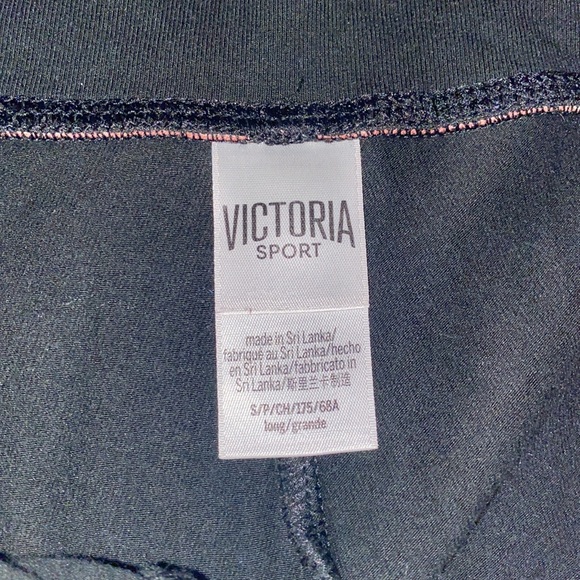 VICTORIA
SPORT
made in Sri Lanka/
fabriqué au Sri Lanka/hecho
en Sri Lanka/fabbricato in
Sri Lanka/斯里兰卡制造
S/P/CH/175/68A
long/grande